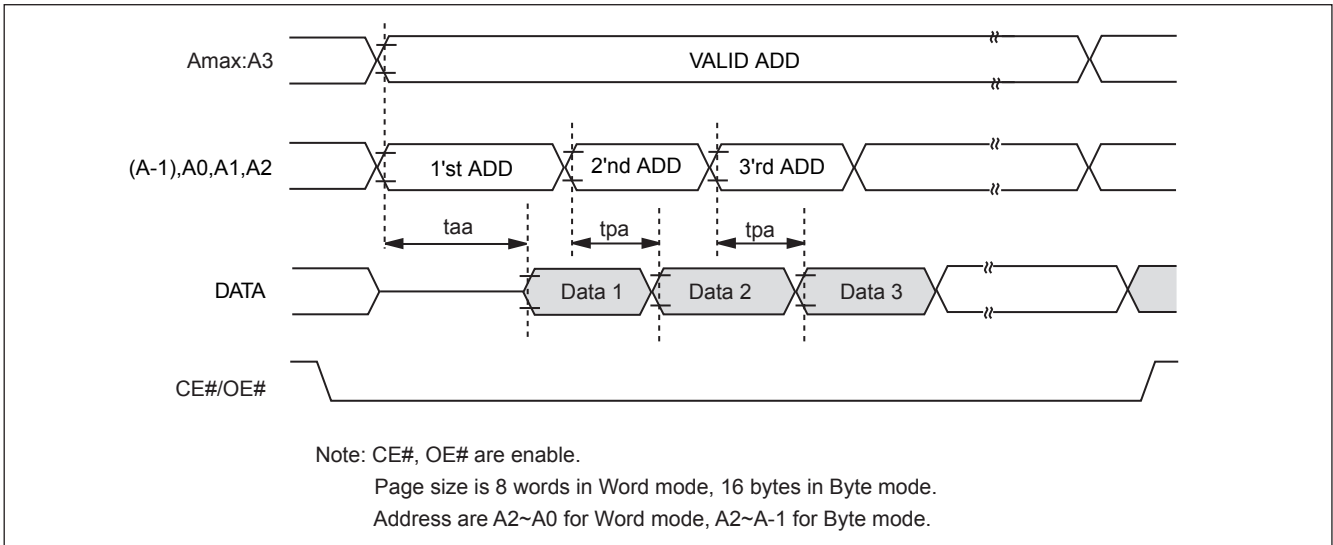 Amax:A3
VALID ADD
(A-1),A0,A1,A2
1'st ADD
2'nd ADD
3'rd ADD
taa
tpa
tpa
DATA
Data 1
Data 2
Data 3
CE#/OE#
Note: CE#, OE# are enable.
Page size is 8 words in Word mode, 16 bytes in Byte mode.
Address are A2~A0 for Word mode, A2~A-1 for Byte mode.